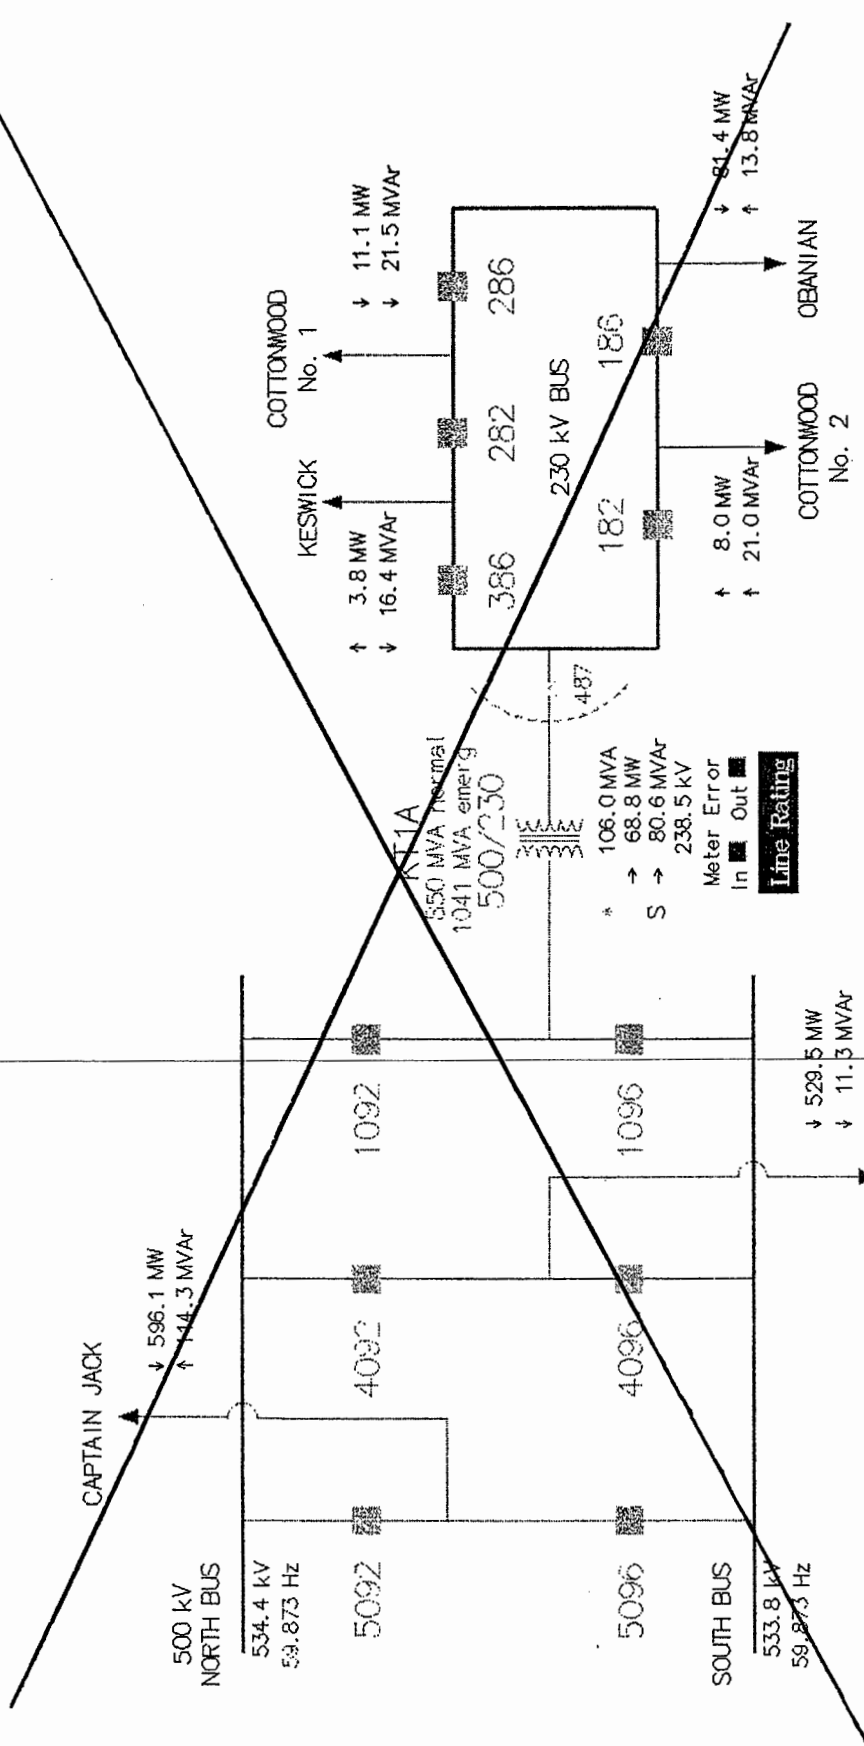 CAPTAIN JACK
↓ 596.1 MW
↑ 114.3 MVAr
500 kV
NORTH BUS
534.4 kV
59.873 Hz
5092
4092
1092
5096
4096
1096
SOUTH BUS
533.8 kV
59.873 Hz
↓ 529.5 MW
↓ 11.3 MVAr
KT1A
MVA normal
1041 MVA emerg
500/230
* 106.0 MVA
→ 68.8 MW
S → 80.6 MVAr
238.5 kV
Meter Error
In Out
Line Rating
487
KESWICK
↑ 3.8 MW
↓ 16.4 MVAr
COTTONWOOD
No. 1
↓ 11.1 MW
↓ 21.5 MVAr
386
282
286
230 kV BUS
182
186
↑ 8.0 MW
↑ 21.0 MVAr
COTTONWOOD
No. 2
OBANIAN
↓ 81.4 MW
↑ 13.8 MVAr